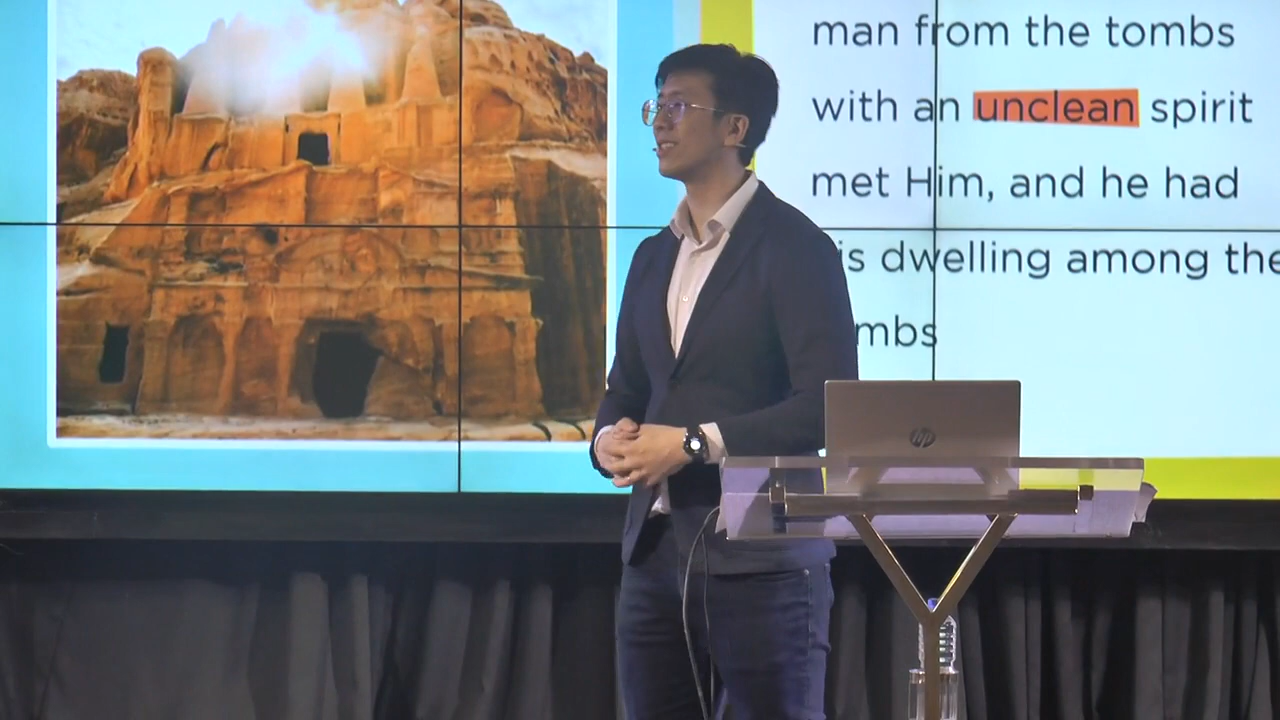 man from the tombs
with an unclean spirit
met Him, and he had
is dwelling among the
mbs
hp